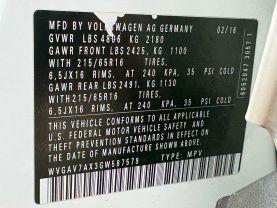 MFD BY VOLKSWAGEN AG GERMANY 02/16
GVWR LBS4806 KG 2180
GAWR FRONT LBS2425, KG 1100
WITH 215/65R16 TIRES
6,5JX16 RIMS, AT 240 KPA, 35 PSI COLD
GAWR REAR LBS2491, KG 1130
WITH 215/65R16 TIRES
6,5JX16 RIMS, AT 240 KPA, 35 PSI COLD
THIS VEHICLE CONFORMS TO ALL APPLICABLE
U.S. FEDERAL MOTOR VEHICLE SAFETY AND THEFT
PREVENTION STANDARDS IN EFFECT ON THE DATE OF
MANUFACTURE SHOWN ABOVE.
WVGAV7AX3GW587579 TYPE: MPV